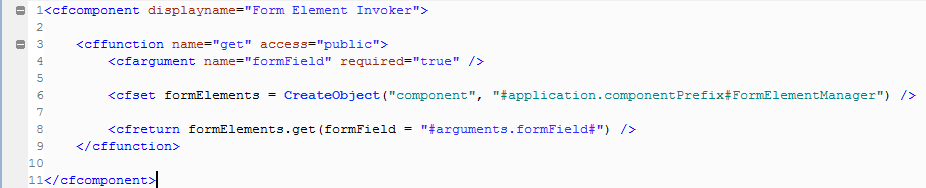 1<cfcomponent displayname="Form Element Invoker">
2
3    <cffunction name="get" access="public">
4        <cfargument name="formField" required="true" />
5
6        <cfset formElements = CreateObject("component", "#application.componentPrefix#FormElementManager") />
7
8        <cfreturn formElements.get(formField = "#arguments.formField#") />
9    </cffunction>
10
11</cfcomponent>